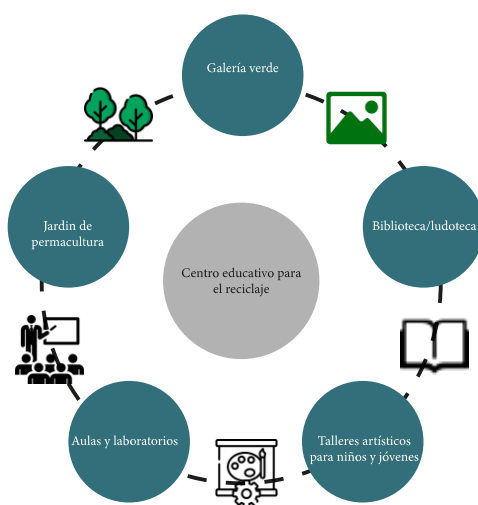 Galería verde
Biblioteca/ludoteca
Jardin de
permacultura
Centro educativo para
el reciclaje
Aulas y laboratorios
Talleres artísticos
para niños y jóvenes